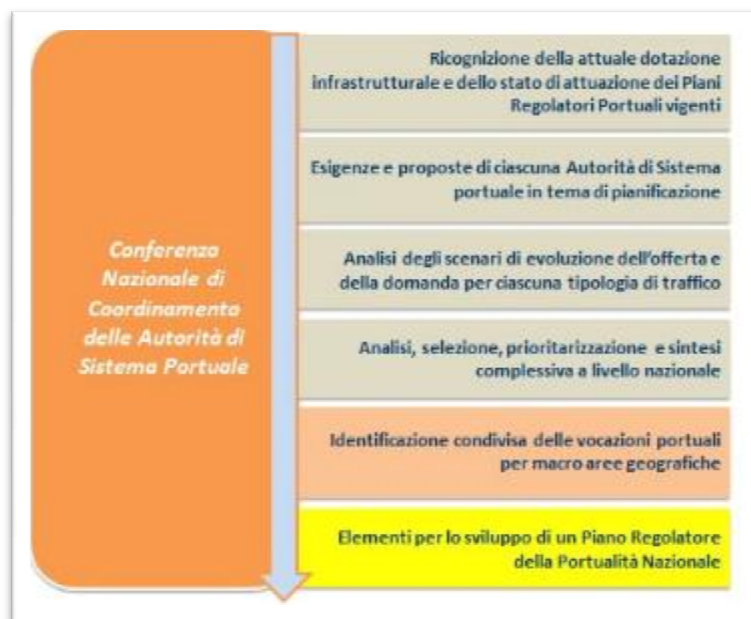 Conferenza
Nazionale di
Coordinamento
delle Autorità di
Sistema Portuale
Ricognizione della attuale dotazione
infrastrutturale e dello stato di attuazione dei Piani
Regolatori Portuali vigenti
Esigenze e proposte di ciascuna Autorità di Sistema
portuale in tema di pianificazione
Analisi degli scenari di evoluzione dell'offerta e
della domanda per ciascuna tipologia di traffico
Analisi, selezione, prioritarizzazione e sintesi
complessiva a livello nazionale
Identificazione condivisa delle vocazioni portuali
per macro aree geografiche
Elementi per lo sviluppo di un Piano Regolatore
della Portualità Nazionale